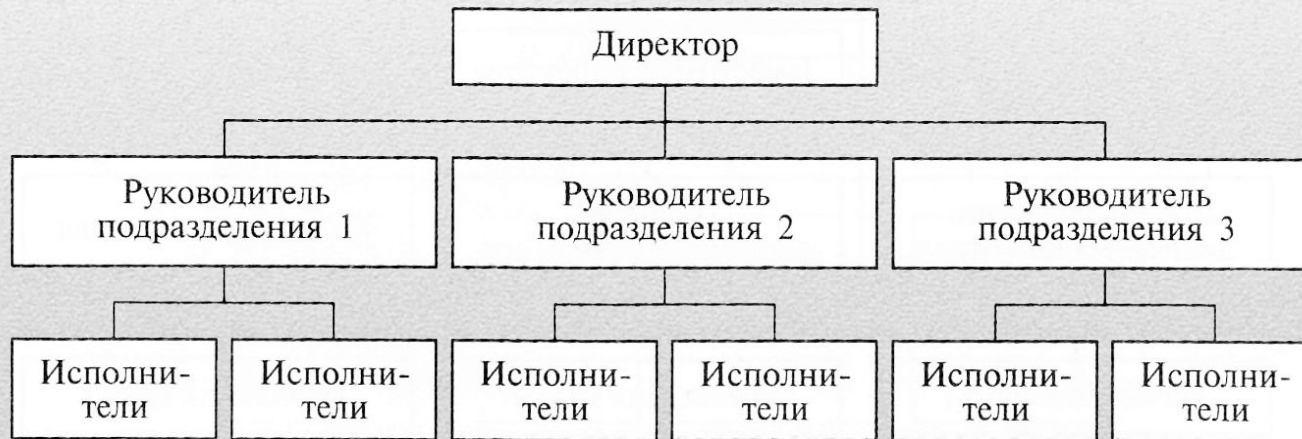 Директор
Руководитель
подразделения 1
Руководитель
подразделения 2
Руководитель
подразделения 3
Исполни-
тели
Исполни-
тели
Исполни-
тели
Исполни-
тели
Исполни-
тели
Исполни-
тели